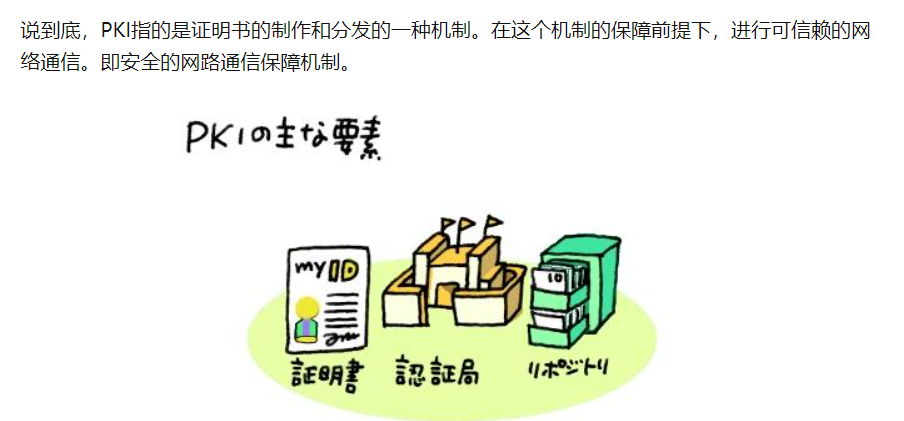 说到底，PKI指的是证明书的制作和分发的一种机制。在这个机制的保障前提下，进行可信赖的网
络通信。即安全的网路通信保障机制。
PKIの主な要素
my ID
10
証明書
認証局
リポジトリ